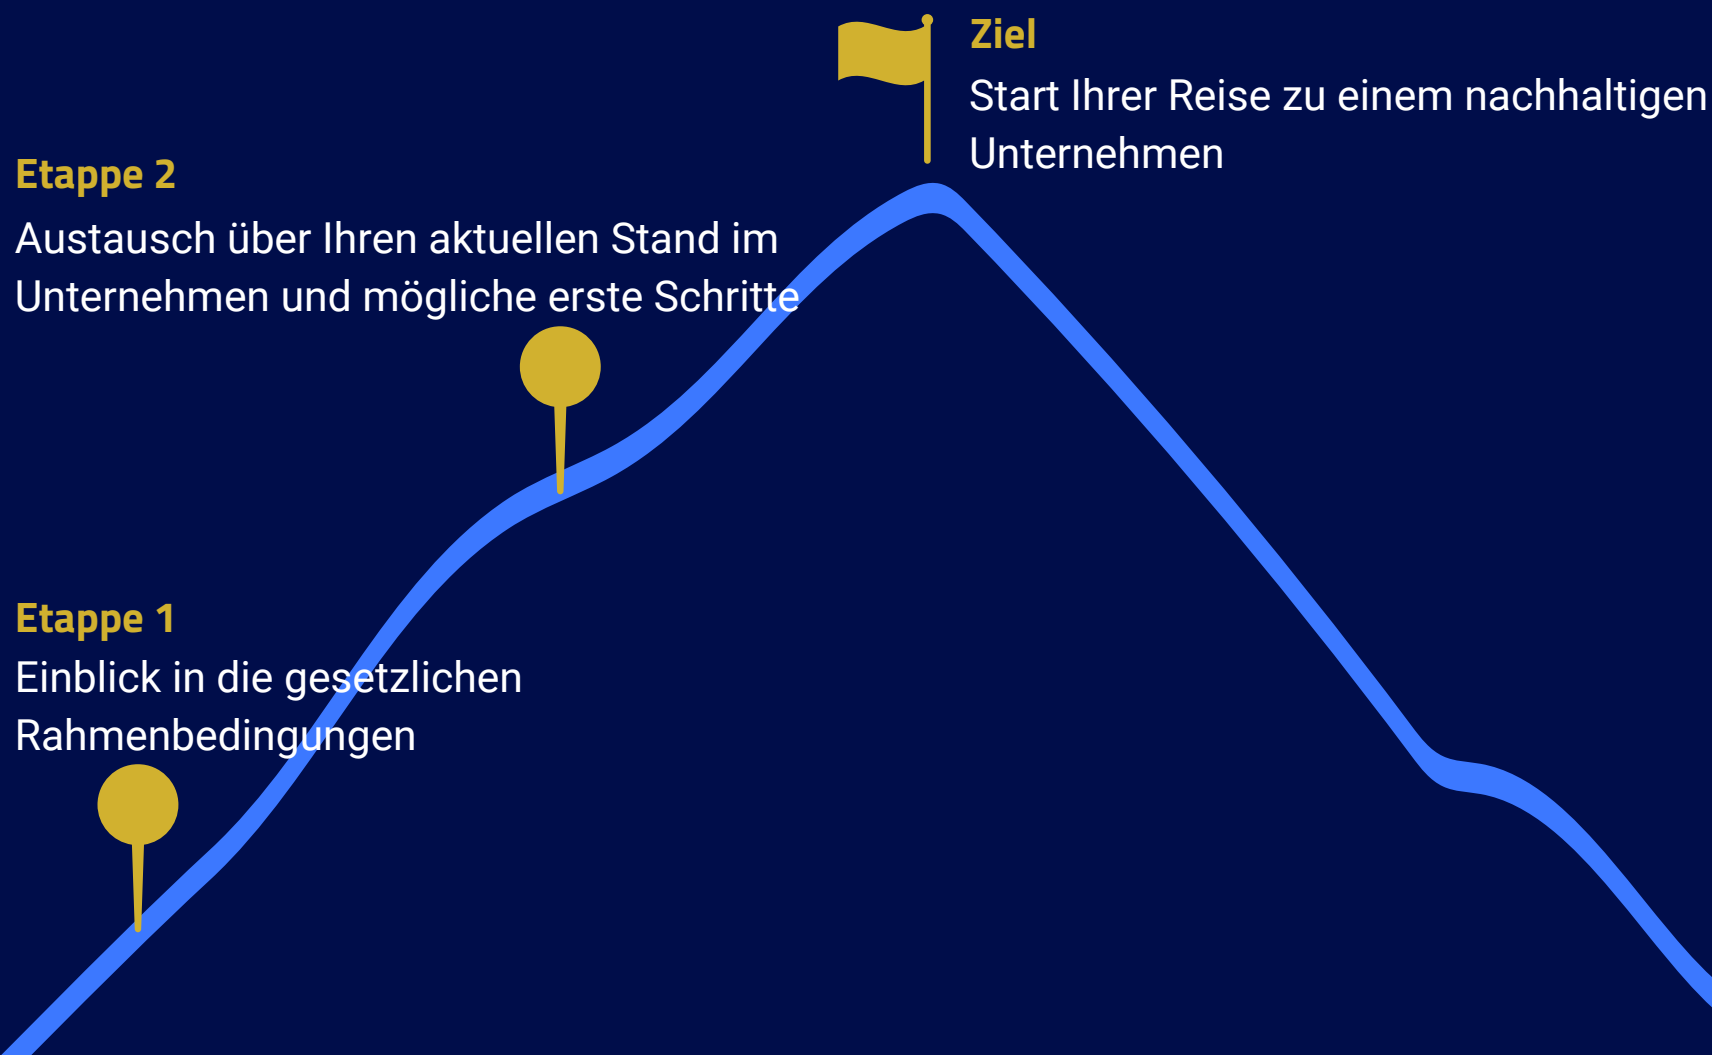 Ziel
Start Ihrer Reise zu einem nachhaltigen
Unternehmen
Etappe 2
Austausch über Ihren aktuellen Stand im
Unternehmen und mögliche erste Schritte
Etappe 1
Einblick in die gesetzlichen
Rahmenbedingungen